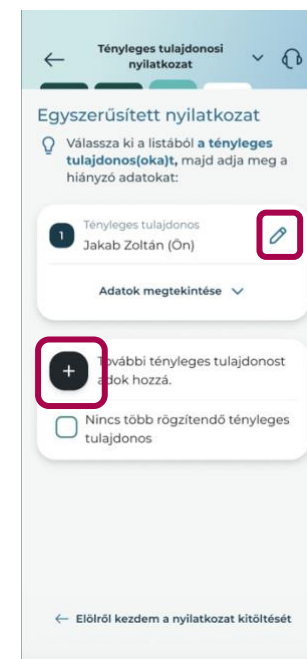 Tényleges tulajdonosi
nyilatkozat
Egyszerűsített nyilatkozat
Válassza ki a listából a tényleges
tulajdonos(oka)t, majd adja meg a
hiányzó adatokat:
1
Tényleges tulajdonos
Jakab Zoltán (Ön)
Adatok megtekintése
További tényleges tulajdonost
adok hozzá.
Nincs több rögzítendő tényleges
tulajdonos
Elölről kezdem a nyilatkozat kitöltését